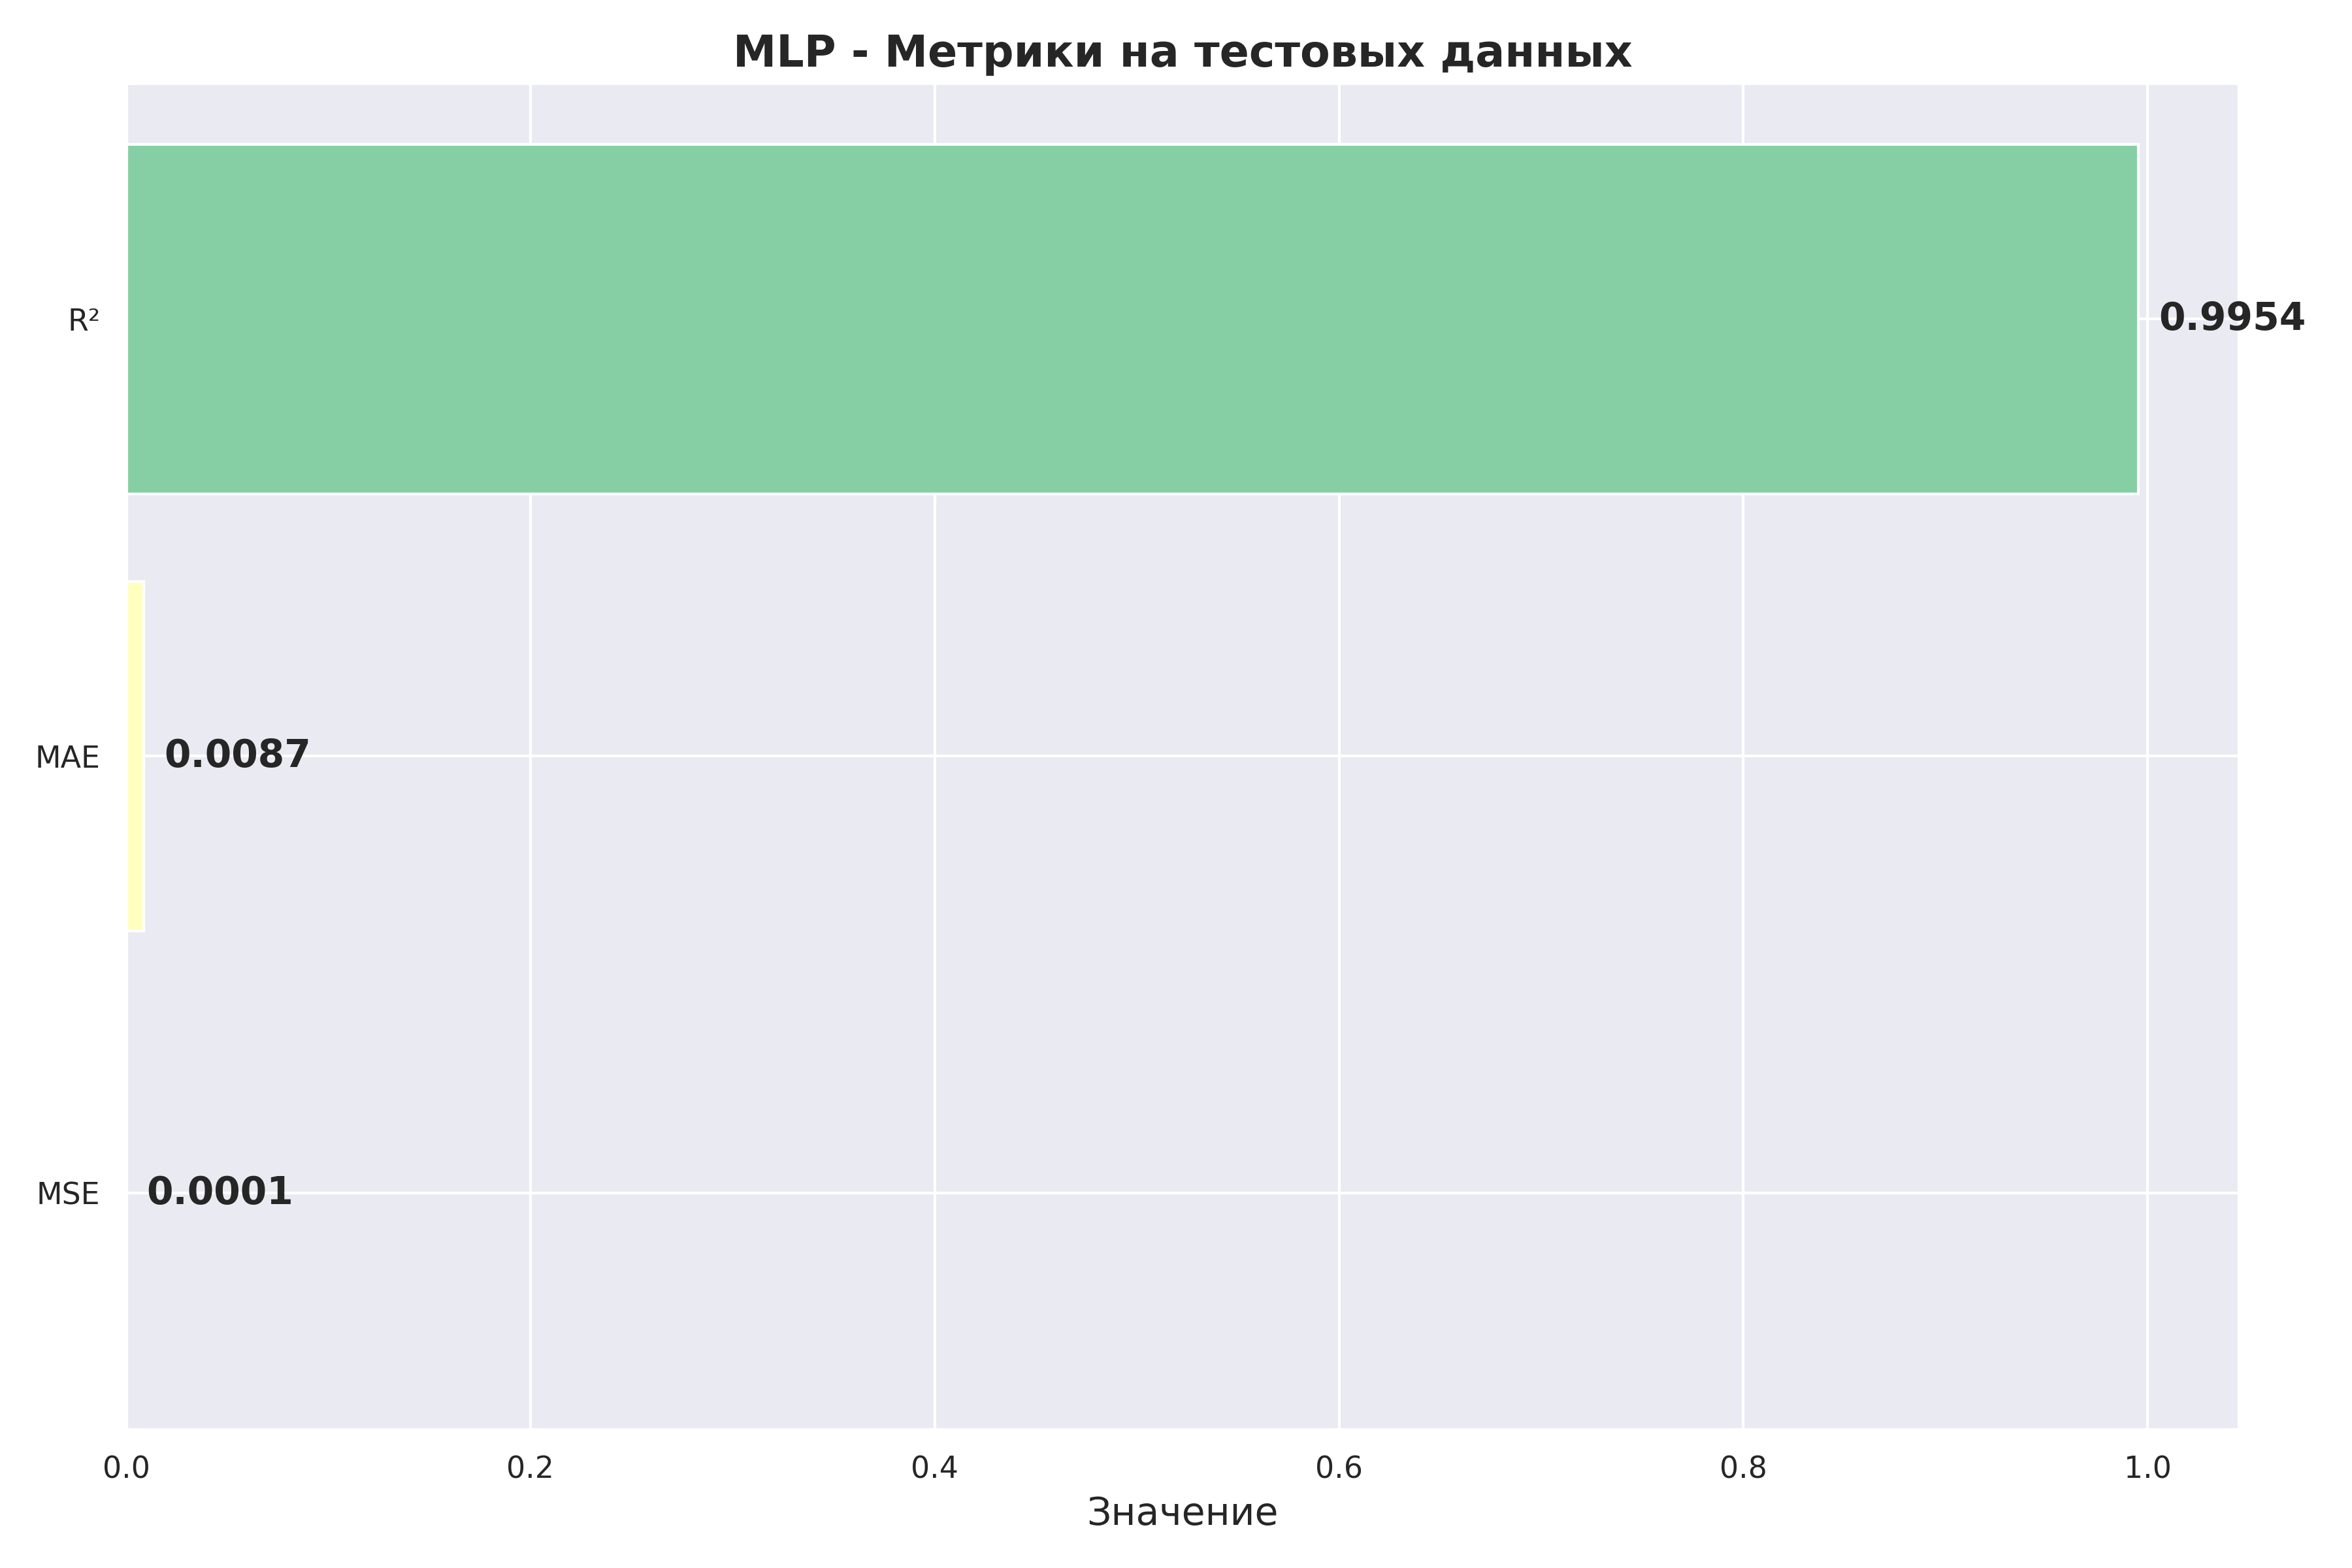 MLP - Метрики на тестовых данных
R²
0.9954
MAE
0.0087
MSE
0.0001
0.0 0.2 0.4 0.6 0.8 1.0
Значение